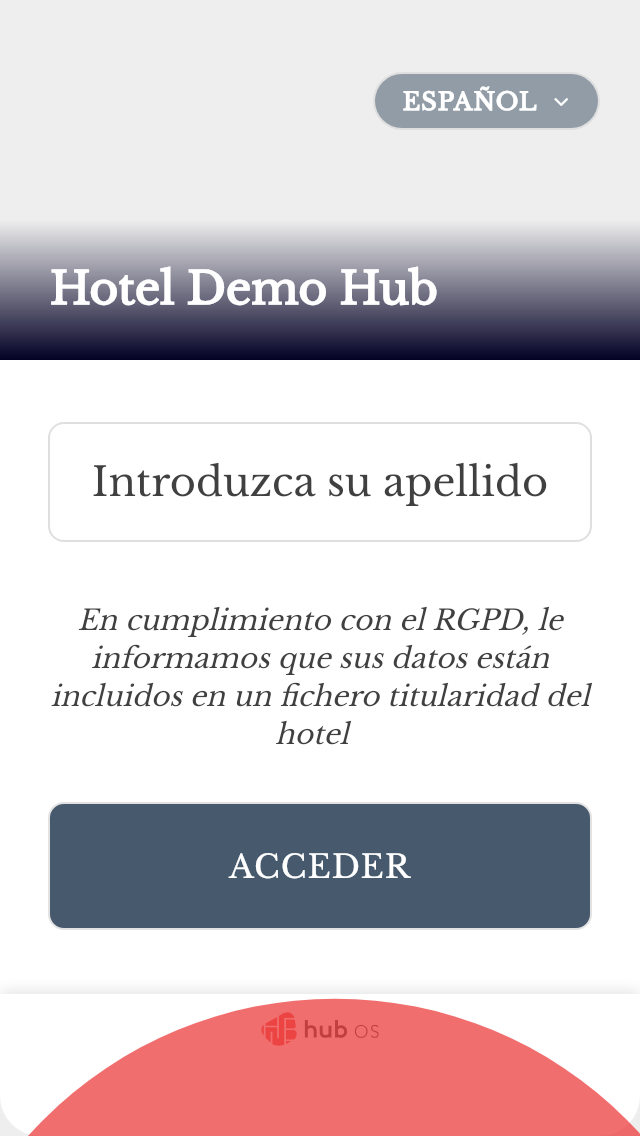 ESPAÑOL
Hotel Demo Hub
Introduzca su apellido
En cumplimiento con el RGPD, le
informamos que sus datos están
incluidos en un fichero titularidad del
hotel
ACCEDER
hub OS